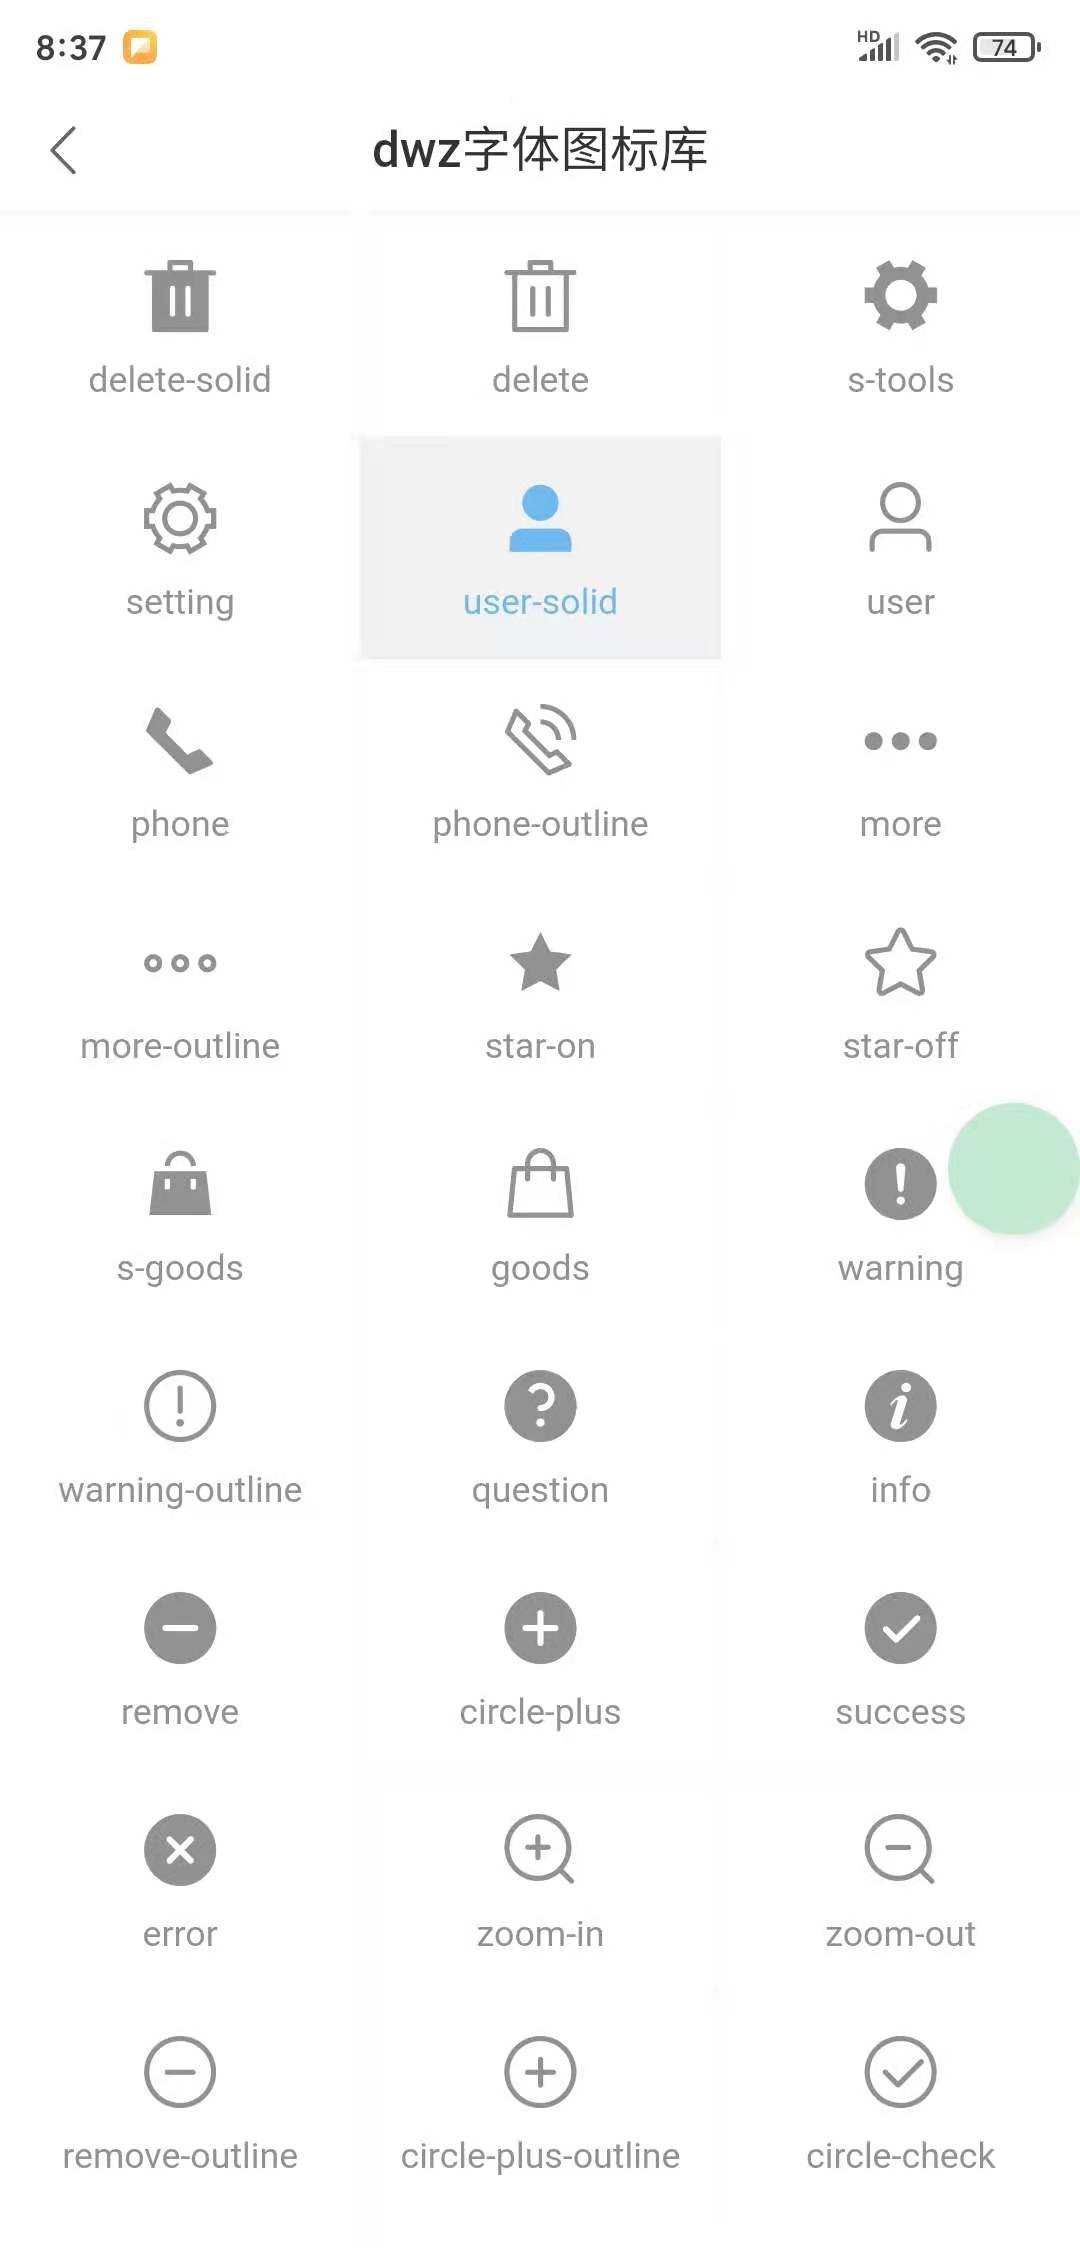 8:37 HD 74
dwz字体图标库
delete-solid delete s-tools
setting user-solid user
phone phone-outline more
more-outline star-on star-off
s-goods goods warning
warning-outline question info
remove circle-plus success
error zoom-in zoom-out
remove-outline circle-plus-outline circle-check